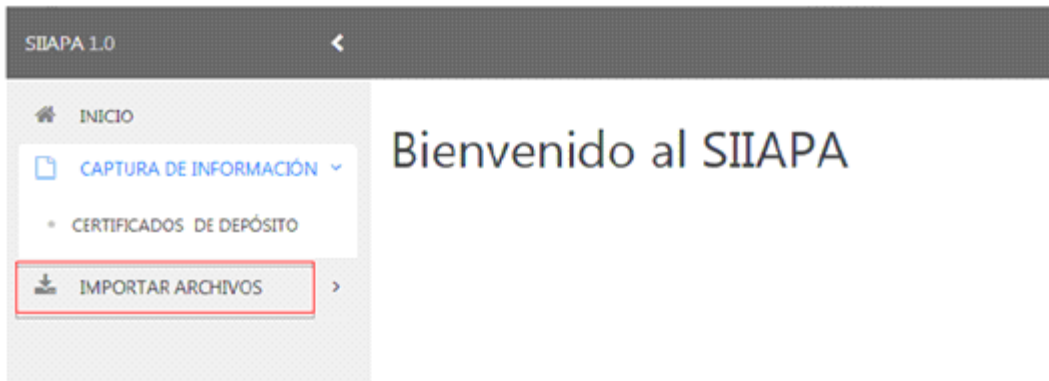 SIIAPA 1.0
INICIO
CAPTURA DE INFORMACIÓN
CERTIFICADOS DE DEPÓSITO
IMPORTAR ARCHIVOS
Bienvenido al SIIAPA